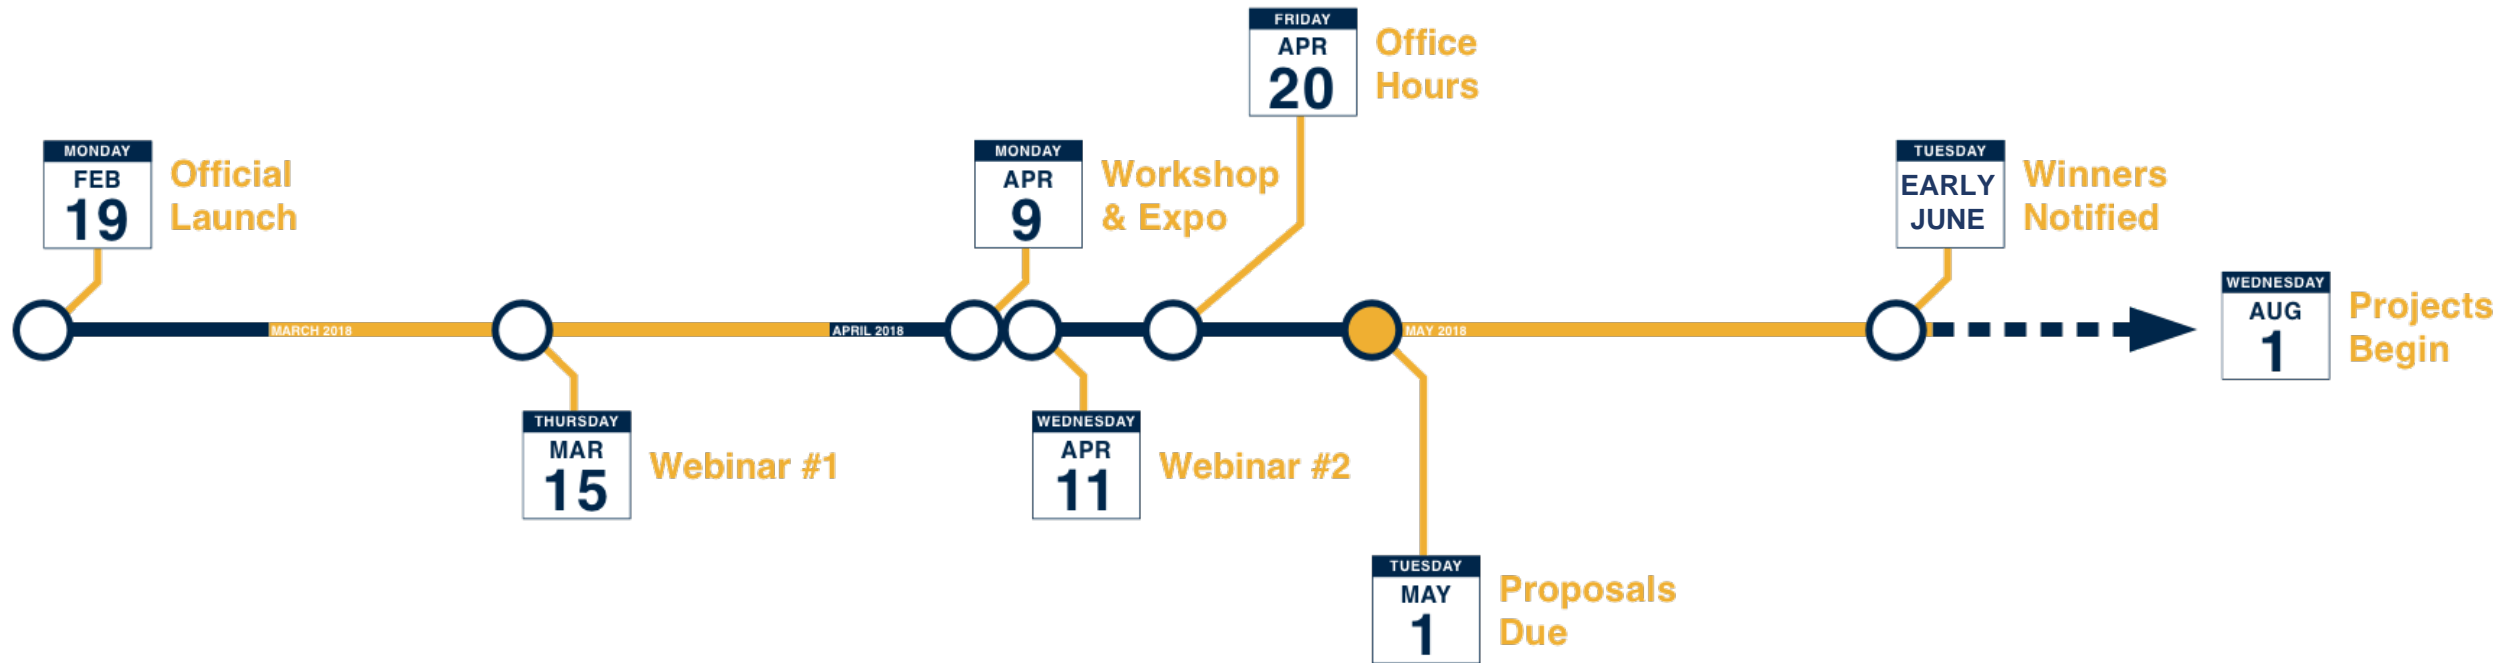 FRIDAY
APR
20
Office
Hours
MONDAY
FEB
19
Official
Launch
MONDAY
APR
9
Workshop
& Expo
TUESDAY
EARLY
JUNE
Winners
Notified
WEDNESDAY
AUG
1
Projects
Begin
MARCH 2018
APRIL 2018
MAY 2018
THURSDAY
MAR
15
Webinar #1
WEDNESDAY
APR
11
Webinar #2
TUESDAY
MAY
1
Proposals
Due